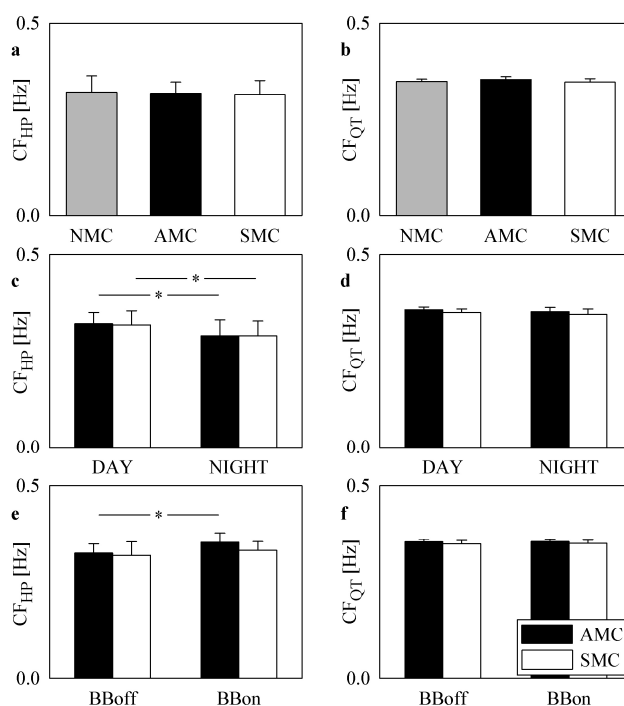 a
0.5
CF_HP [Hz]
0.0
NMC AMC SMC
b
0.5
CF_QT [Hz]
0.0
NMC AMC SMC
c
0.5
CF_HP [Hz]
0.0
*
*
DAY NIGHT
d
0.5
CF_QT [Hz]
0.0
DAY NIGHT
e
0.5
CF_HP [Hz]
0.0
*
BBoff BBon
f
0.5
CF_QT [Hz]
0.0
AMC
SMC
BBoff BBon